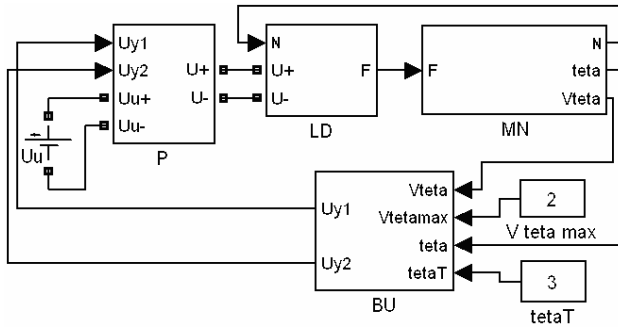 Uy1
Uy2
Uu+
Uu-
U+
U-
P
N
U+
U-
F
LD
F
N
teta
Vteta
MN
Uu
Uy1
Uy2
Vteta
Vtetamax
teta
tetaT
BU
2
V teta max
3
tetaT